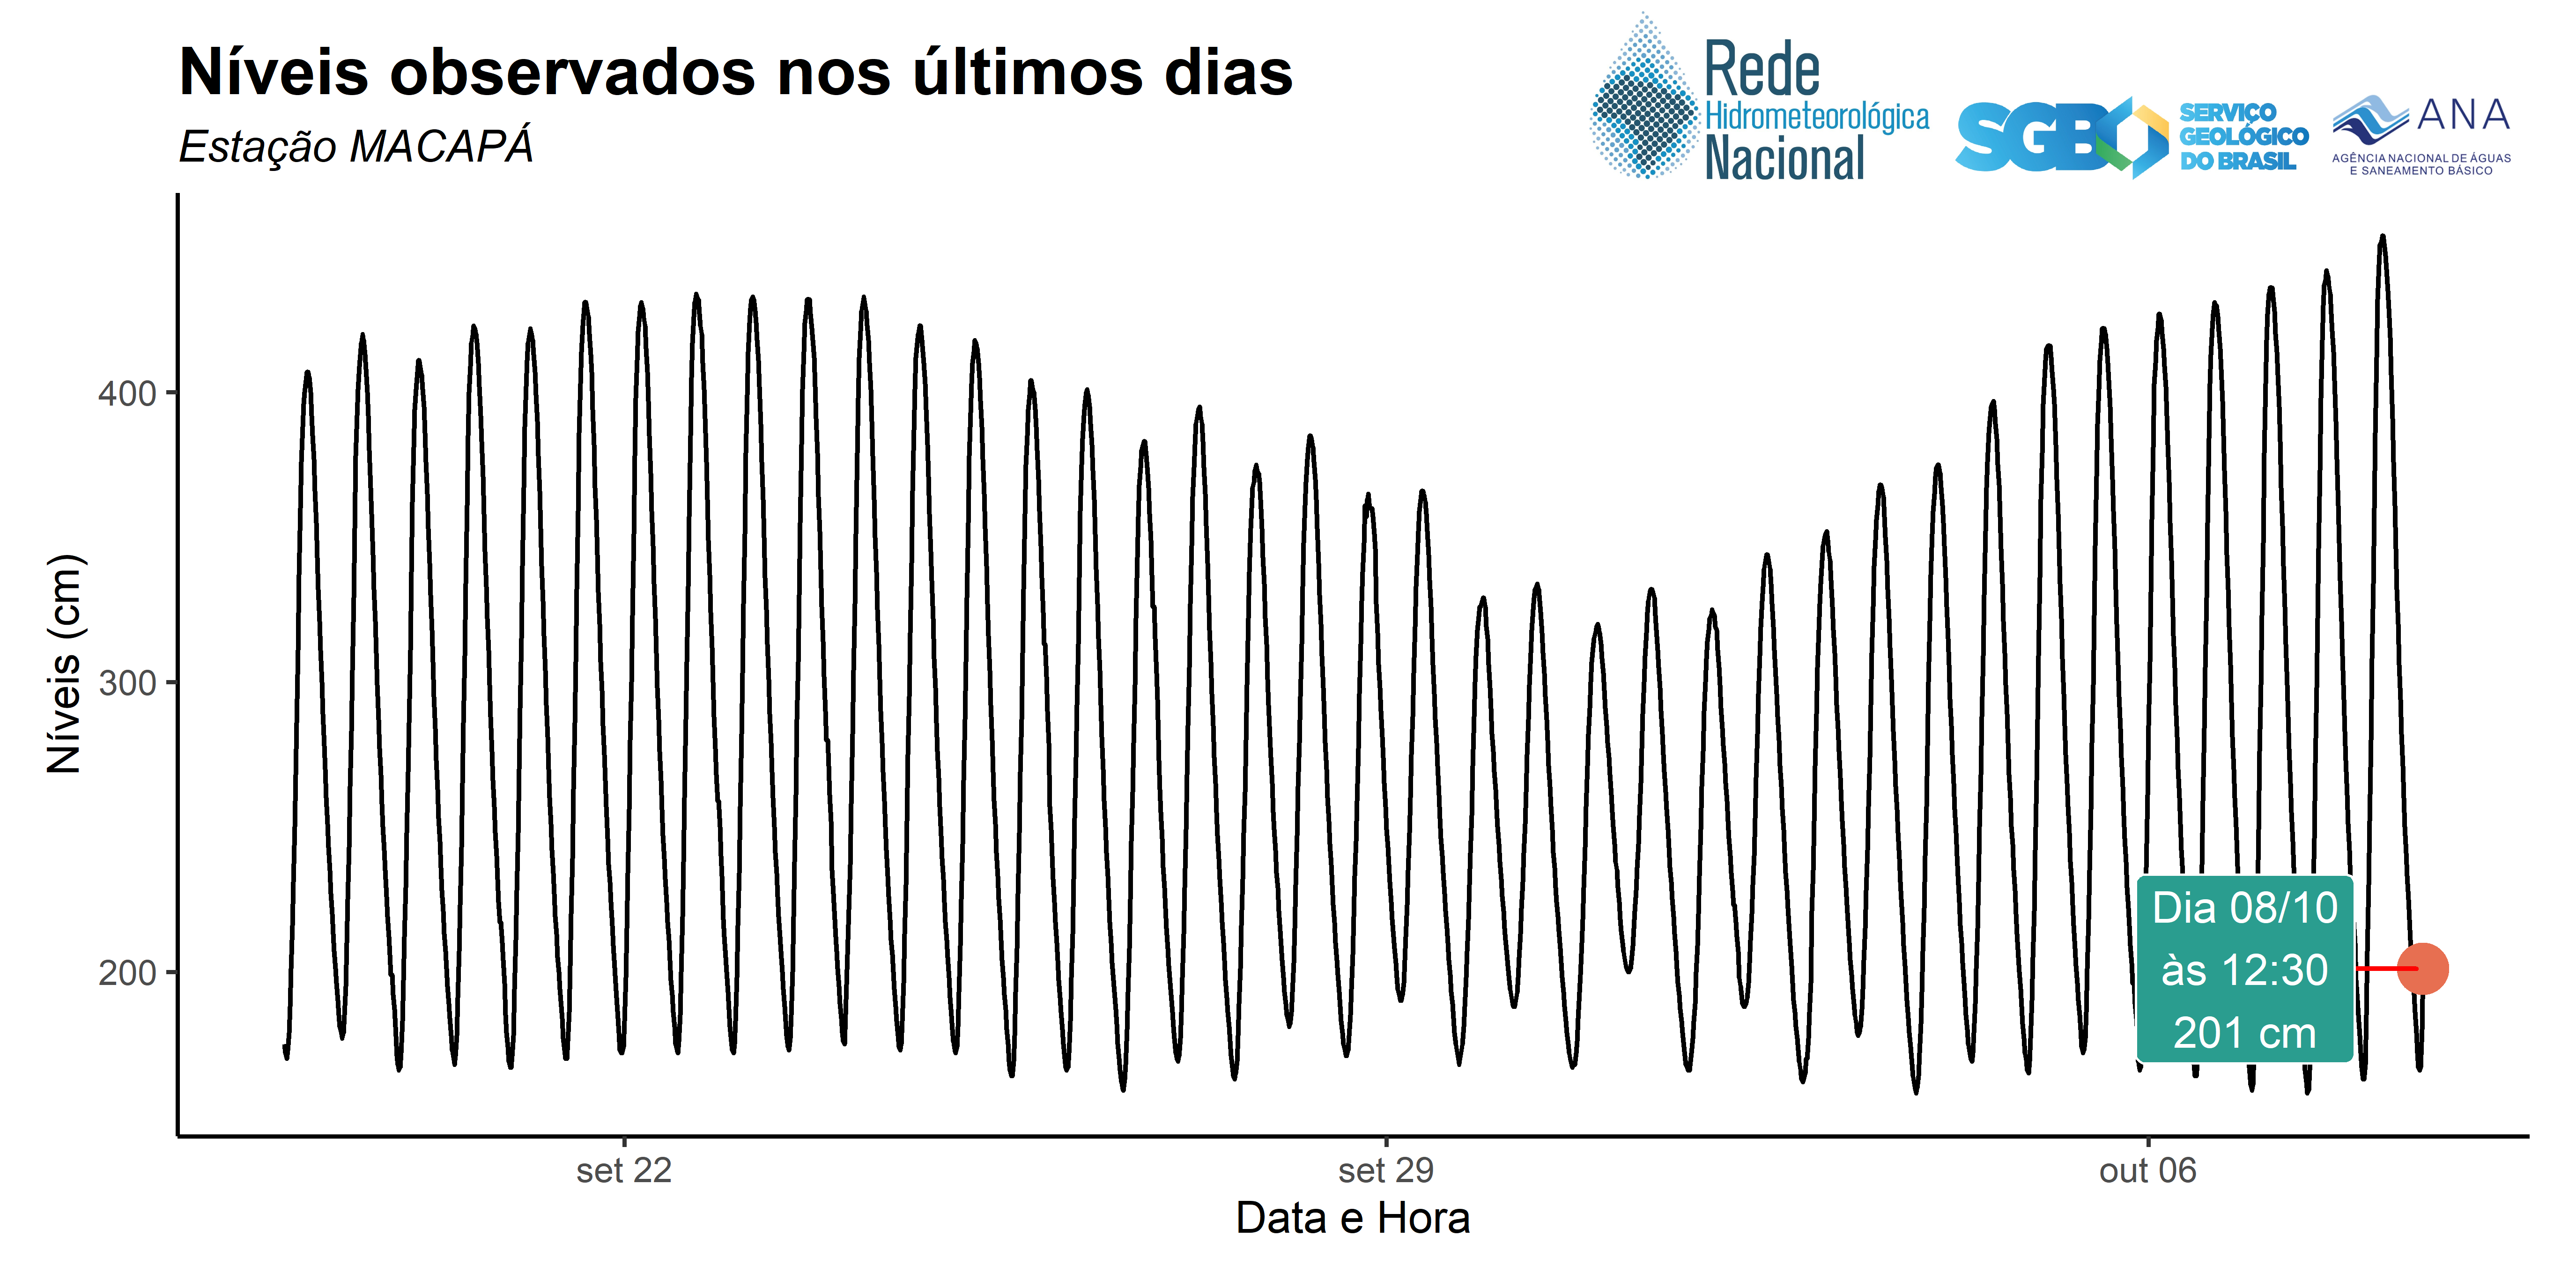 Níveis observados nos últimos dias
Estação MACAPÁ
Rede
Hidrometeorológica
Nacional
SGB
SERVIÇO
GEOLÓGICO
DO BRASIL
ANA
AGÊNCIA NACIONAL DE ÁGUAS
E SANEAMENTO BÁSICO
Níveis (cm)
400
300
200
Dia 08/10
às 12:30
201 cm
set 22
set 29
out 06
Data e Hora